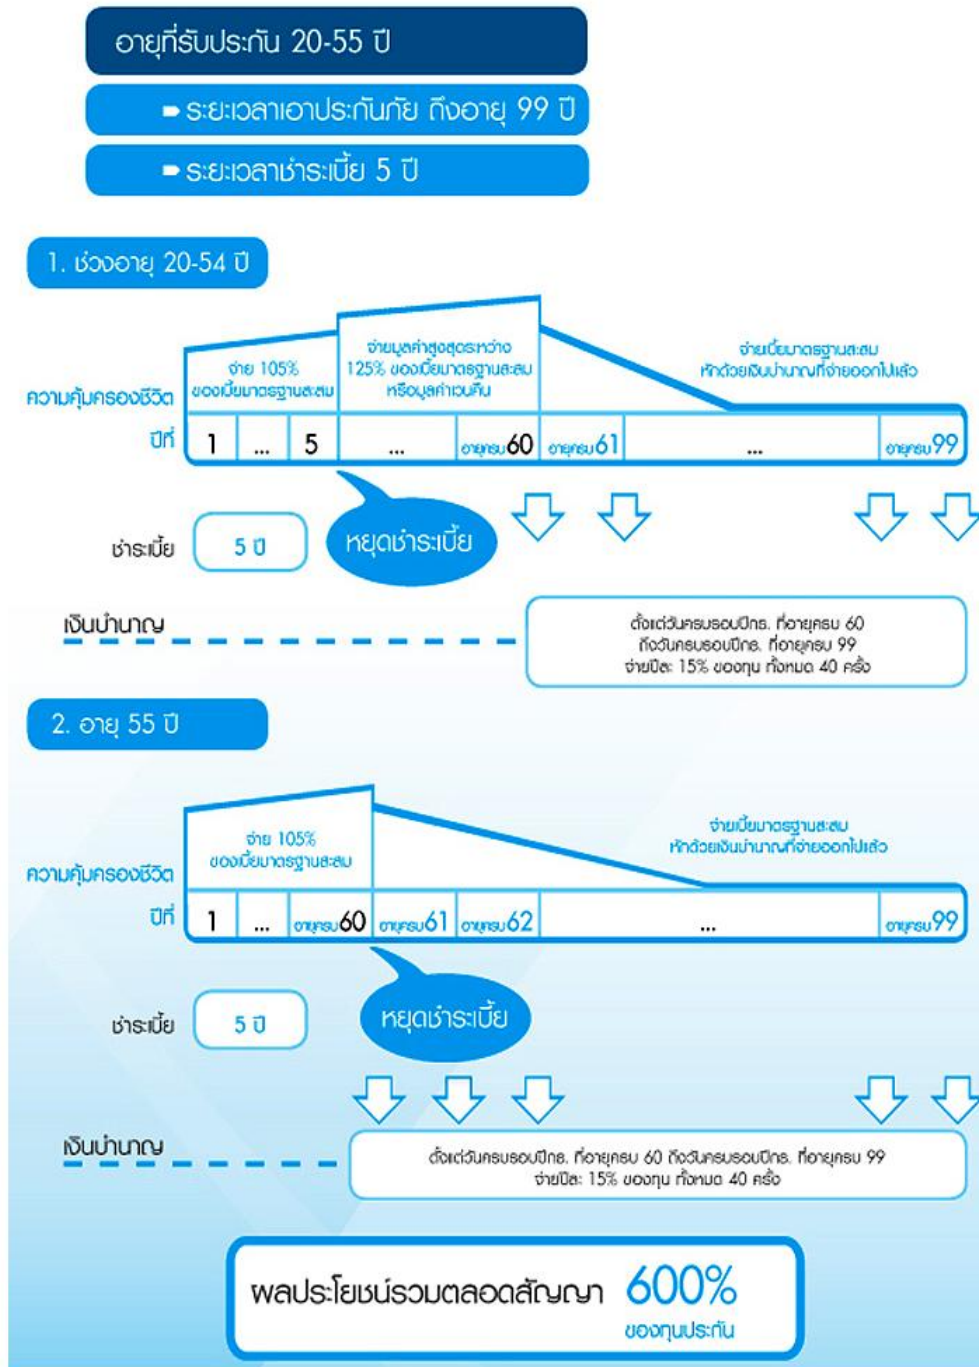 อายุที่รับประกัน 20-55 ปี
ระยะเวลาเอาประกันภัย ถึงอายุ 99 ปี
ระยะเวลาชำระเบี้ย 5 ปี
1. ช่วงอายุ 20-54 ปี
ความคุ้มครองชีวิต
จ่าย 105%
ของเบี้ยมาตรฐานสะสม
จ่ายมูลค่าสูงสุดระหว่าง
125% ของเบี้ยมาตรฐานสะสม
หรือมูลค่าเวนคืน
จ่ายเบี้ยมาตรฐานสะสม
หักด้วยเงินบำนาญที่จ่ายออกไปแล้ว
ปีที่ 1 ... 5 ... อายุครบ60 อายุครบ61 ... อายุครบ99
ชำระเบี้ย 5 ปี
หยุดชำระเบี้ย
เงินบำนาญ
ตั้งแต่วันครบรอบปีกธ. ที่อายุครบ 60
ถึงวันครบรอบปีกธ. ที่อายุครบ 99
จ่ายปีละ 15% ของทุน ทั้งหมด 40 ครั้ง
2. อายุ 55 ปี
ความคุ้มครองชีวิต
จ่าย 105%
ของเบี้ยมาตรฐานสะสม
จ่ายเบี้ยมาตรฐานสะสม
หักด้วยเงินบำนาญที่จ่ายออกไปแล้ว
ปีที่ 1 ... อายุครบ60 อายุครบ61 อายุครบ62 ... อายุครบ99
ชำระเบี้ย 5 ปี
หยุดชำระเบี้ย
เงินบำนาญ
ตั้งแต่วันครบรอบปีกธ. ที่อายุครบ 60 ถึงวันครบรอบปีกธ. ที่อายุครบ 99
จ่ายปีละ 15% ของทุน ทั้งหมด 40 ครั้ง
ผลประโยชน์รวมตลอดสัญญา 600%
ของทุนประกัน